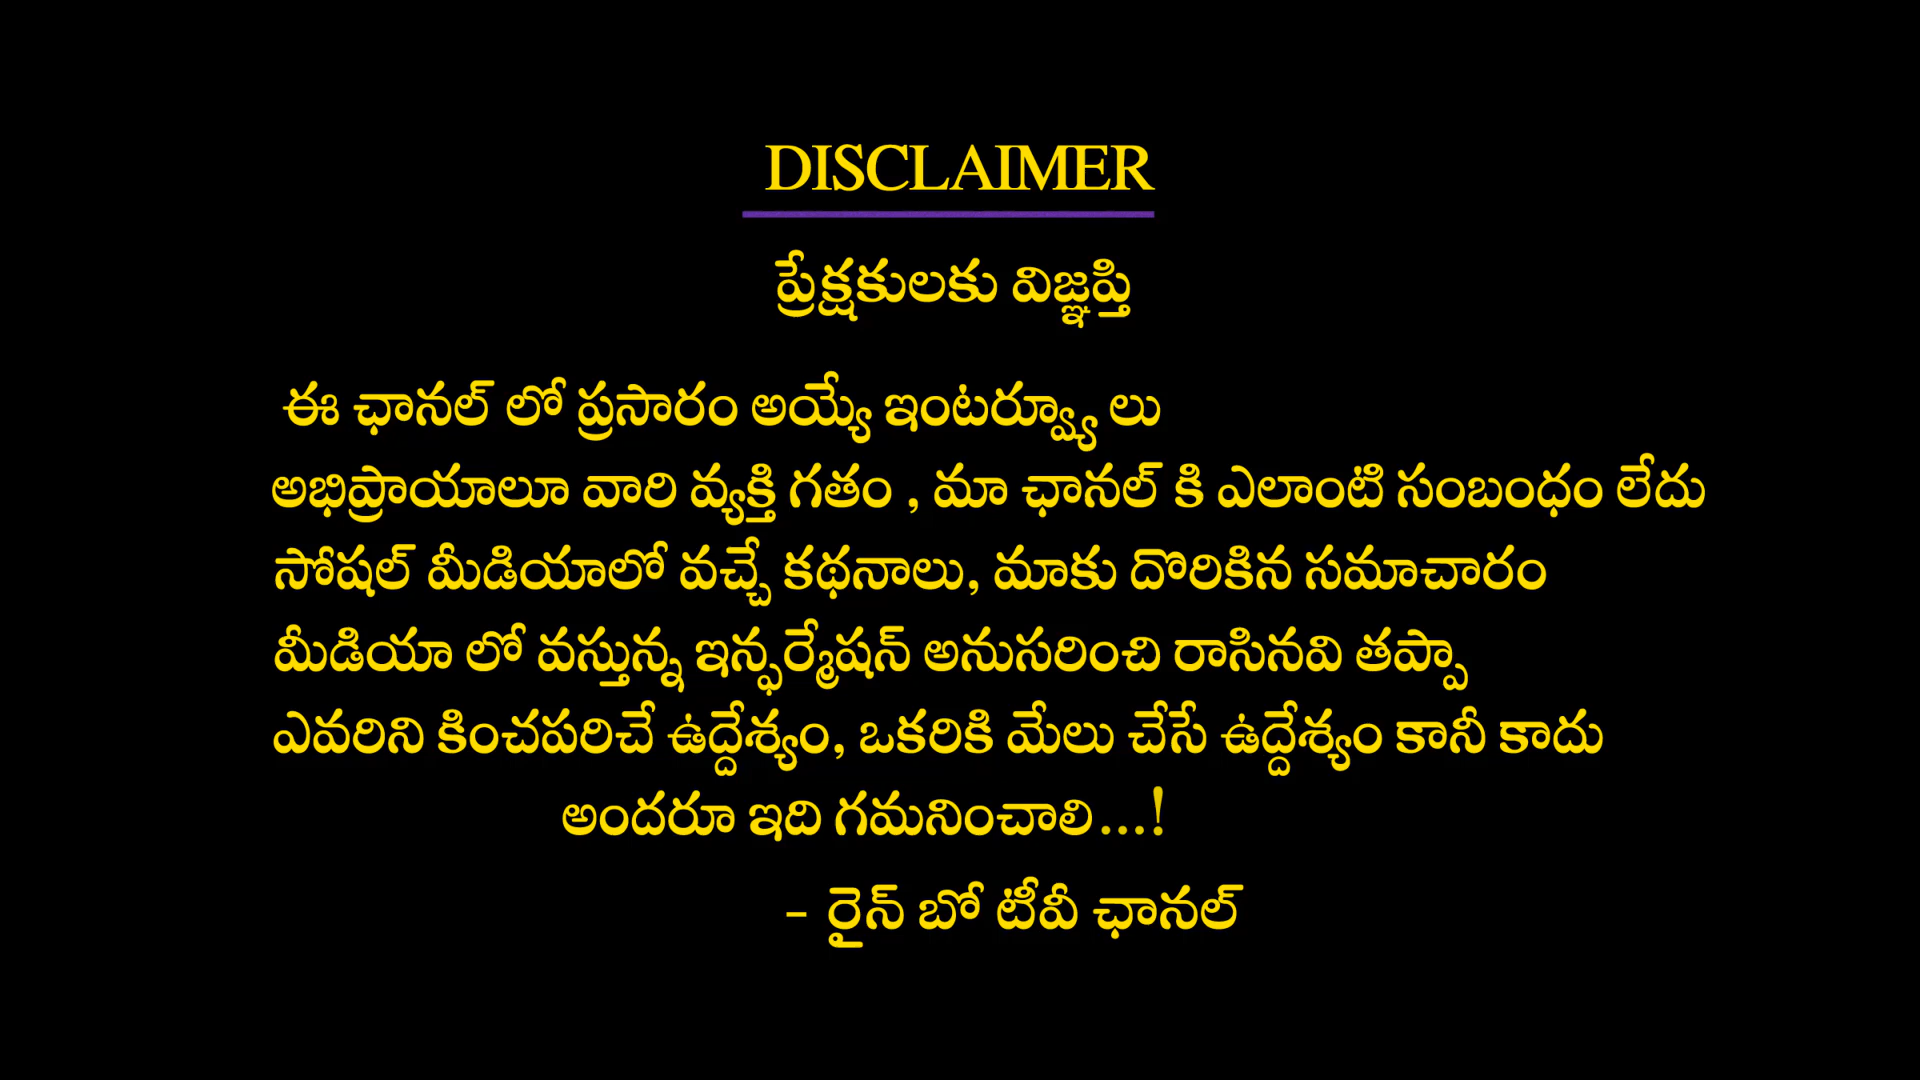 DISCLAIMER
ప్రేక్షకులకు విజ్ఞప్తి
ఈ ఛానల్ లో ప్రసారం అయ్యే ఇంటర్వ్యూ లు
అభిప్రాయాలూ వారి వ్యక్తి గతం , మా ఛానల్ కి ఎలాంటి సంబంధం లేదు
సోషల్ మీడియాలో వచ్చే కథనాలు, మాకు దొరికిన సమాచారం
మీడియా లో వస్తున్న ఇన్ఫర్మేషన్ అనుసరించి రాసినవి తప్పా
ఎవరిని కించపరిచే ఉద్దేశ్యం, ఒకరికి మేలు చేసే ఉద్దేశ్యం కానీ కాదు
అందరూ ఇది గమనించాలి...!
- రైన్ బో టీవీ ఛానల్